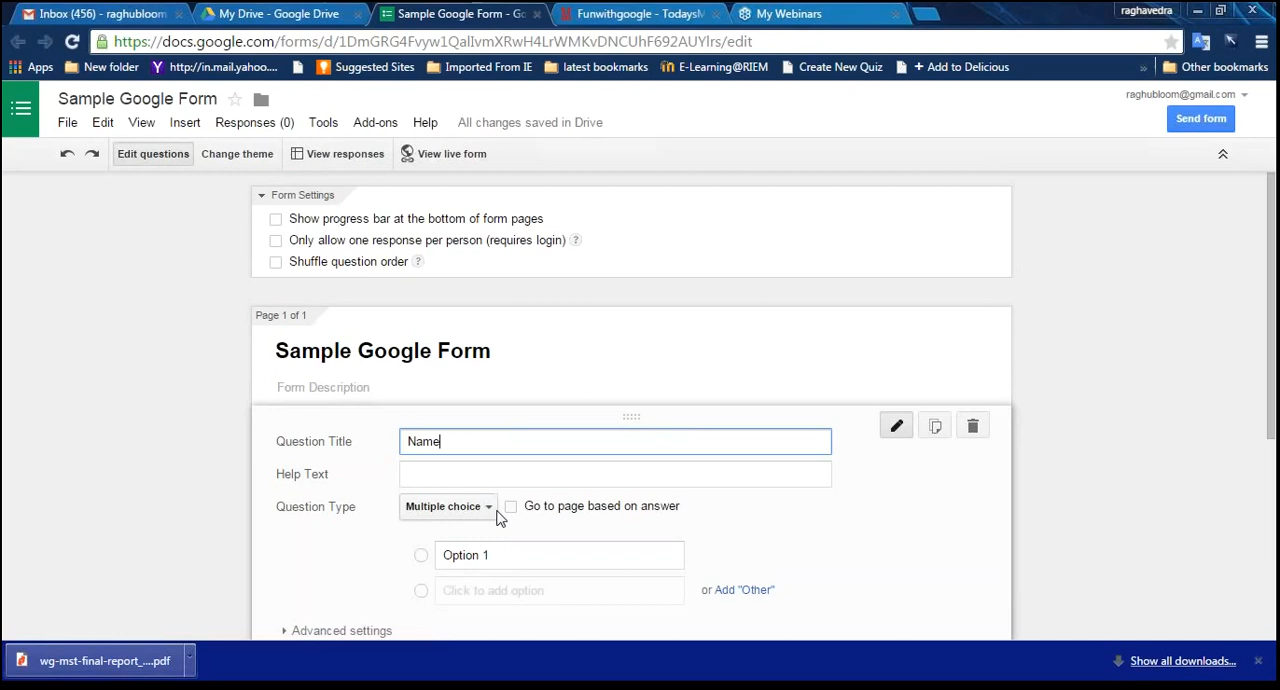 Inbox (456) - raghubloom
My Drive - Google Drive
Sample Google Form - Go
Funwithgoogle - TodaysM
My Webinars
raghavedra
https://docs.google.com/forms/d/1DmGRG4Fvyw1QalIvmXRwH4LrWMKvDNCUhF692AUYlrs/edit
Apps
New folder
http://in.mail.yahoo....
Suggested Sites
Imported From IE
latest bookmarks
E-Learning@RIEM
Create New Quiz
+ Add to Delicious
»
Other bookmarks
Sample Google Form
raghubloom@gmail.com
File Edit View Insert Responses (0) Tools Add-ons Help All changes saved in Drive
Send form
Edit questions Change theme View responses View live form
Form Settings
Show progress bar at the bottom of form pages
Only allow one response per person (requires login) ?
Shuffle question order ?
Page 1 of 1
Sample Google Form
Form Description
Question Title Name
Help Text
Question Type Multiple choice Go to page based on answer
Option 1
Click to add option or Add "Other"
Advanced settings
wg-mst-final-report_....pdf
Show all downloads...